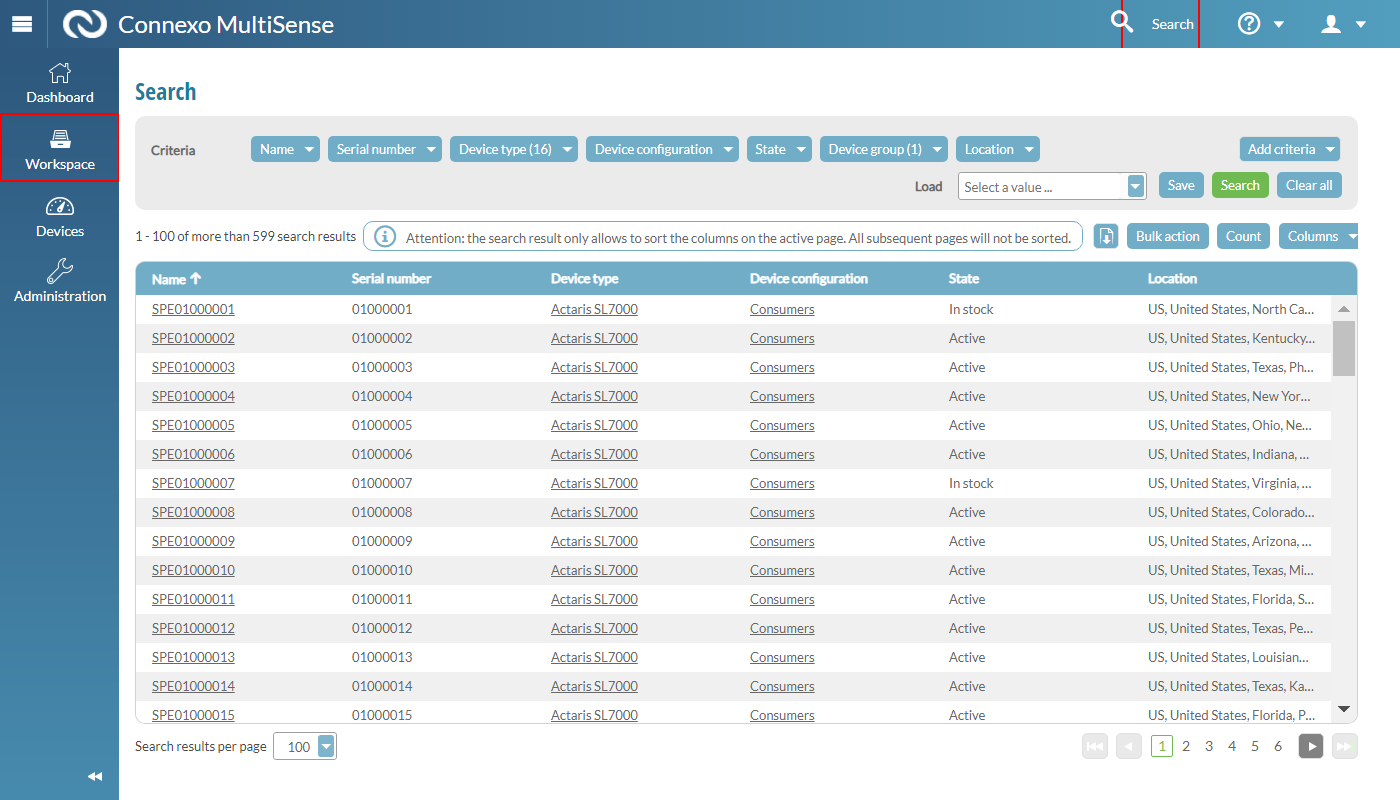 Connexo MultiSense
Search
Dashboard
Workspace
Devices
Administration
Search
Criteria Name Serial number Device type (16) Device configuration State Device group (1) Location Add criteria
Load Select a value ... Save Search Clear all
1 - 100 of more than 599 search results Attention: the search result only allows to sort the columns on the active page. All subsequent pages will not be sorted. Bulk action Count Columns
Name Serial number Device type Device configuration State Location
SPE01000001 01000001 Actaris SL7000 Consumers In stock US, United States, North Ca...
SPE01000002 01000002 Actaris SL7000 Consumers Active US, United States, Kentucky,...
SPE01000003 01000003 Actaris SL7000 Consumers Active US, United States, Texas, Ph...
SPE01000004 01000004 Actaris SL7000 Consumers Active US, United States, New Yor...
SPE01000005 01000005 Actaris SL7000 Consumers Active US, United States, Ohio, Ne...
SPE01000006 01000006 Actaris SL7000 Consumers Active US, United States, Indiana, ...
SPE01000007 01000007 Actaris SL7000 Consumers In stock US, United States, Virginia, ...
SPE01000008 01000008 Actaris SL7000 Consumers Active US, United States, Colorado...
SPE01000009 01000009 Actaris SL7000 Consumers Active US, United States, Arizona, ...
SPE01000010 01000010 Actaris SL7000 Consumers Active US, United States, Texas, Mi...
SPE01000011 01000011 Actaris SL7000 Consumers Active US, United States, Florida, S...
SPE01000012 01000012 Actaris SL7000 Consumers Active US, United States, Texas, Pe...
SPE01000013 01000013 Actaris SL7000 Consumers Active US, United States, Louisian...
SPE01000014 01000014 Actaris SL7000 Consumers Active US, United States, Texas, Ka...
SPE01000015 01000015 Actaris SL7000 Consumers Active US, United States, Florida, P...
Search results per page 100 1 2 3 4 5 6